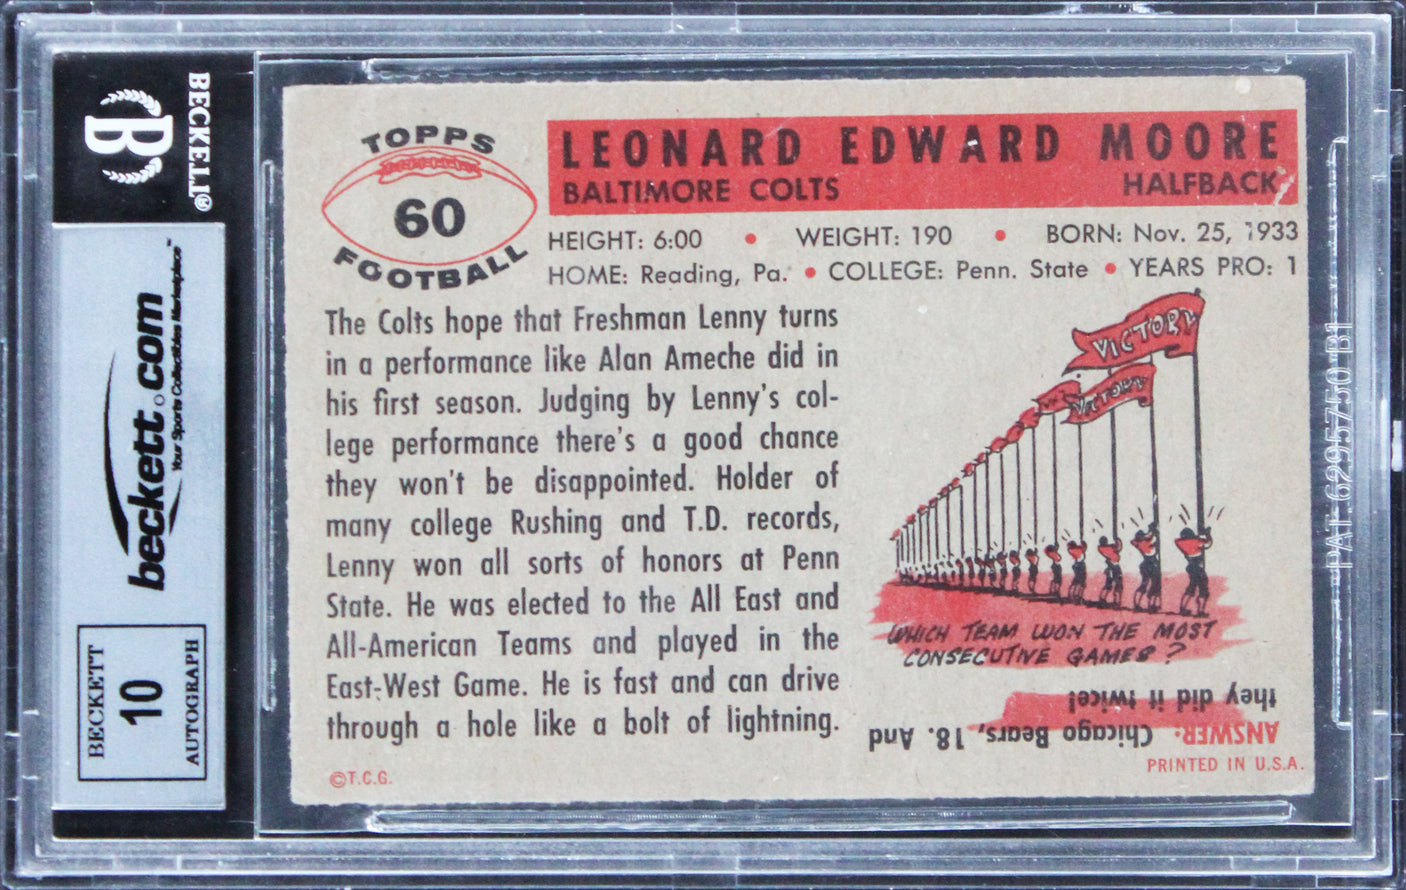 BECKETT®
B
beckett.com
Your Sports Collectibles Marketplace™
BECKETT
10
AUTOGRAPH
TOPPS
60
FOOTBALL
LEONARD EDWARD MOORE
BALTIMORE COLTS HALFBACK
HEIGHT: 6:00 • WEIGHT: 190 • BORN: Nov. 25, 1933
HOME: Reading, Pa. • COLLEGE: Penn. State • YEARS PRO: 1
The Colts hope that Freshman Lenny turns
in a performance like Alan Ameche did in
his first season. Judging by Lenny's col-
lege performance there's a good chance
they won't be disappointed. Holder of
many college Rushing and T.D. records,
Lenny won all sorts of honors at Penn
State. He was elected to the All East and
All-American Teams and played in the
East-West Game. He is fast and can drive
through a hole like a bolt of lightning.
©T.C.G.
VICTORY
VICTORY
WHICH TEAM WON THE MOST
CONSECUTIVE GAMES?
ANSWER: Chicago Bears, 18. And
they did it twice!
PRINTED IN U.S.A.
PAT. 6295750 B1